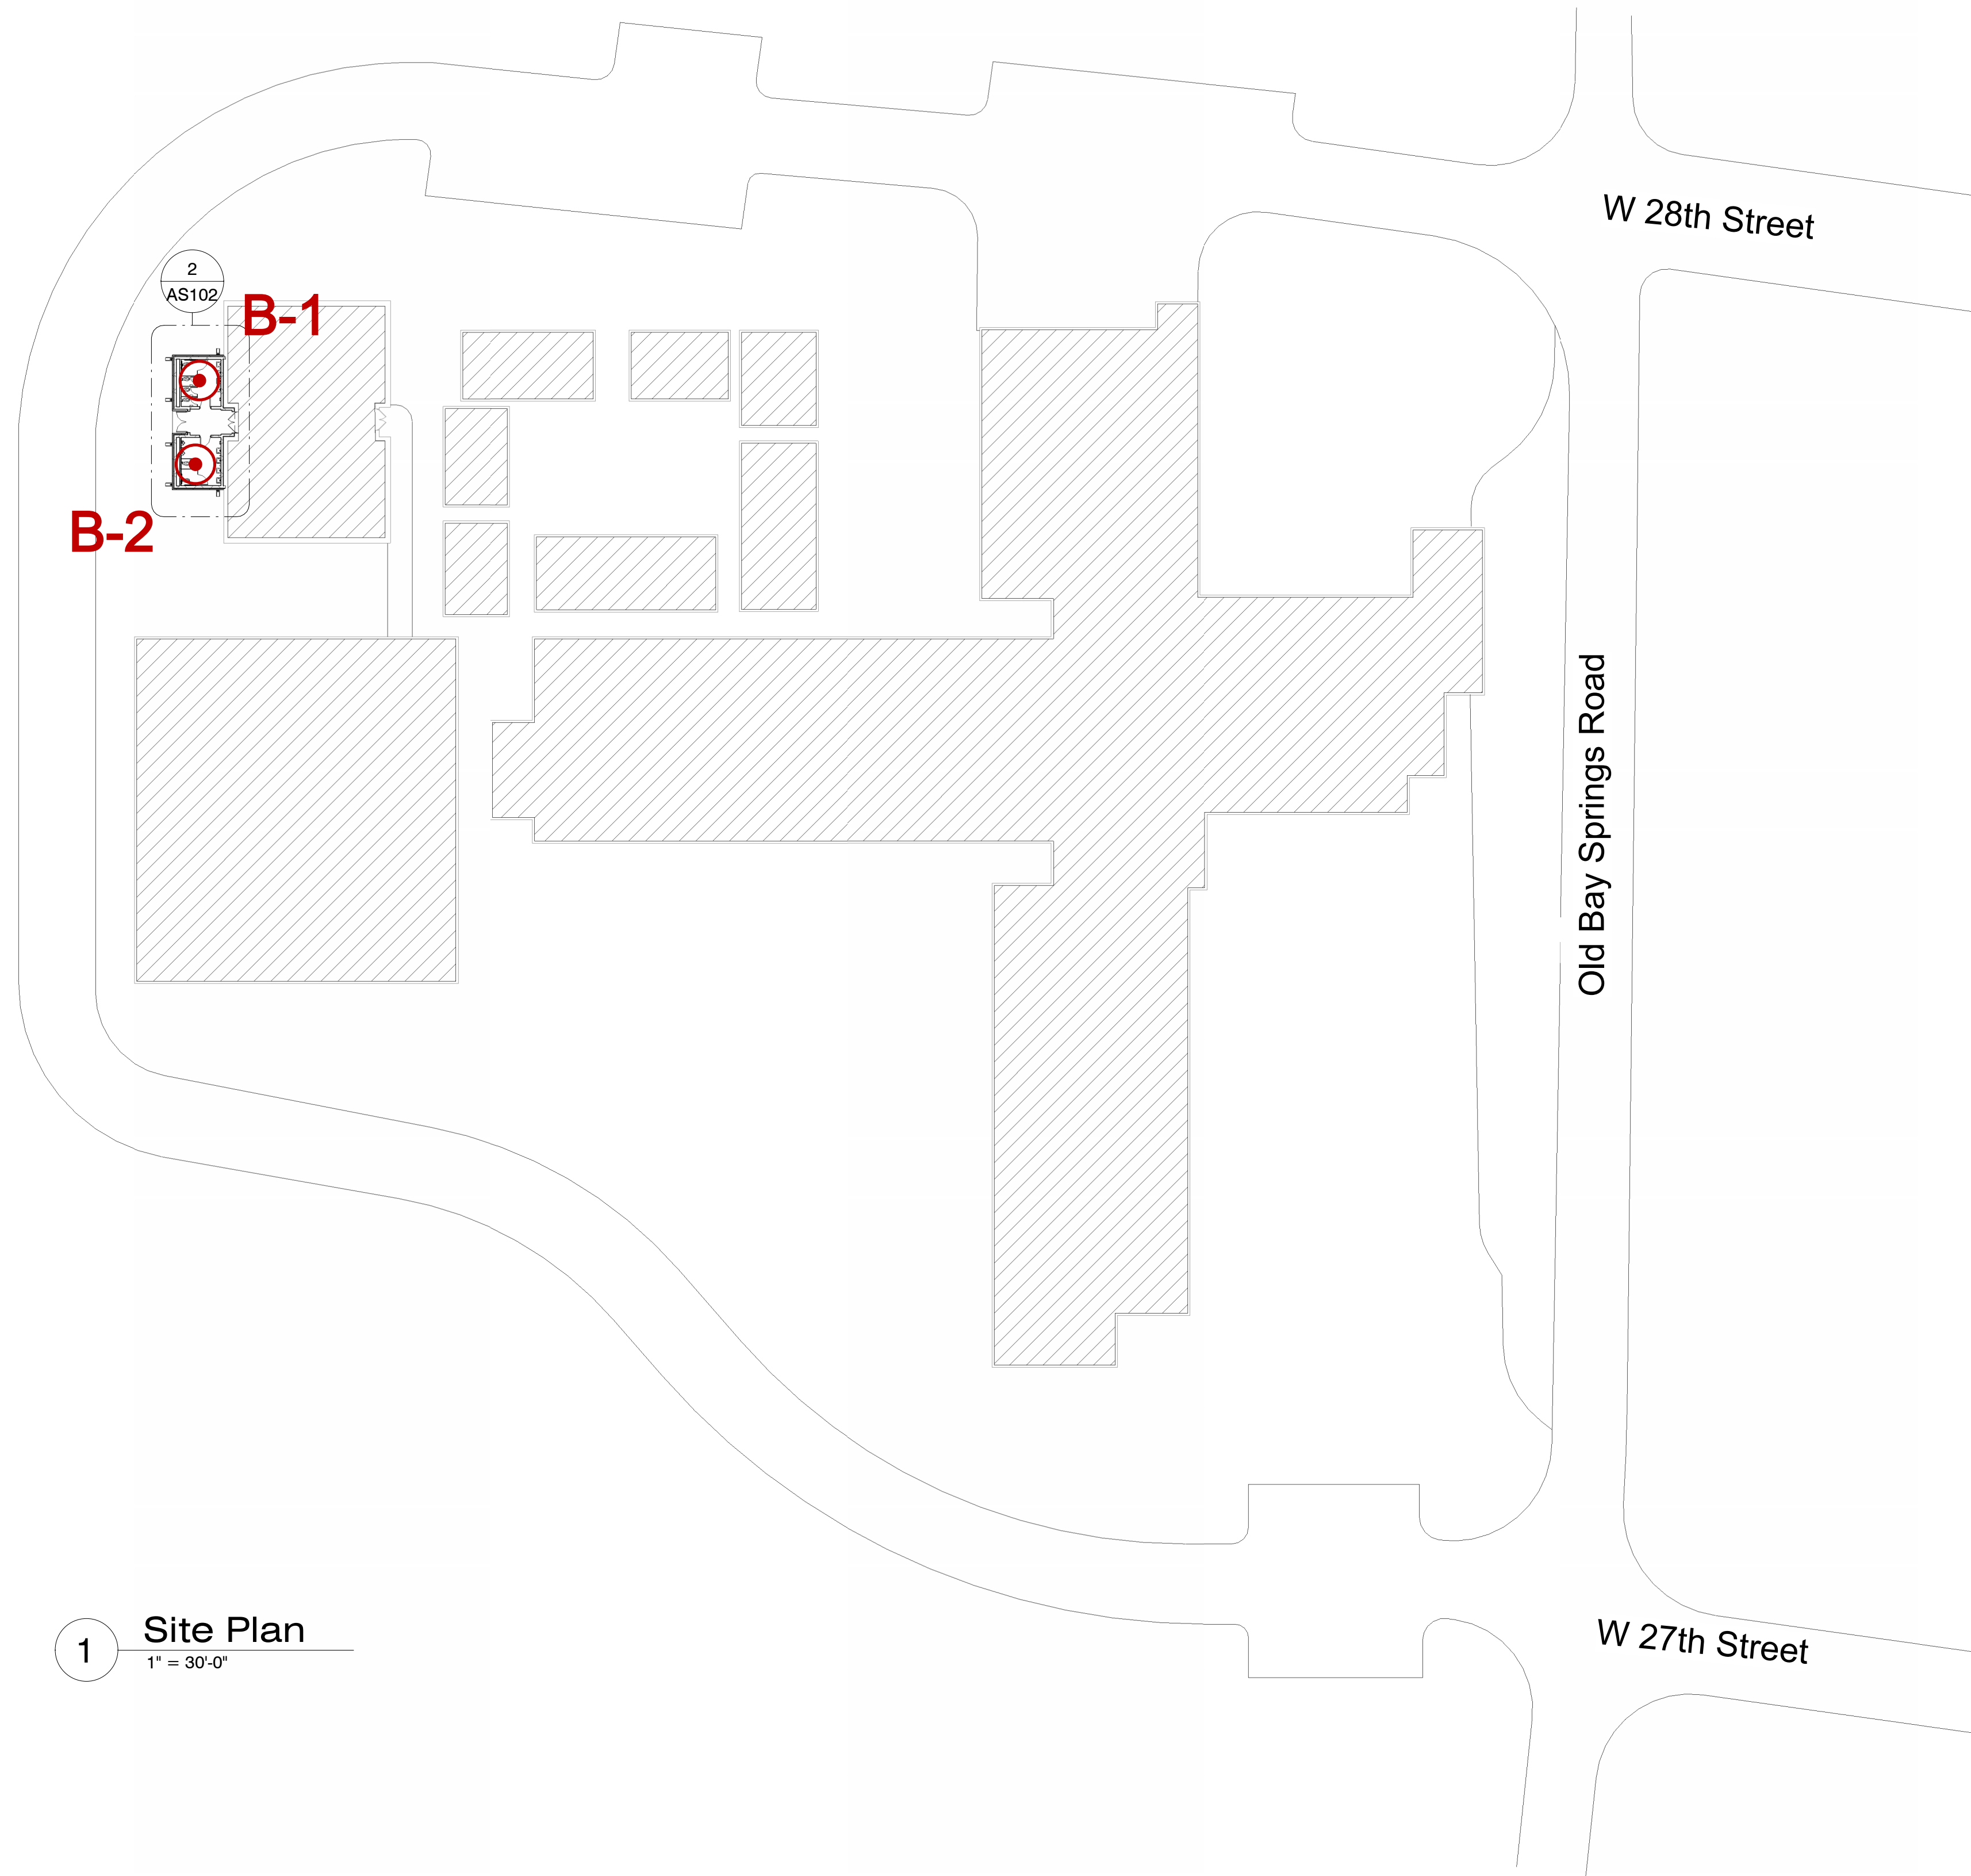 W 28th Street
2
AS102
B-1
B-2
Old Bay Springs Road
1
Site Plan
1" = 30'-0"
W 27th Street